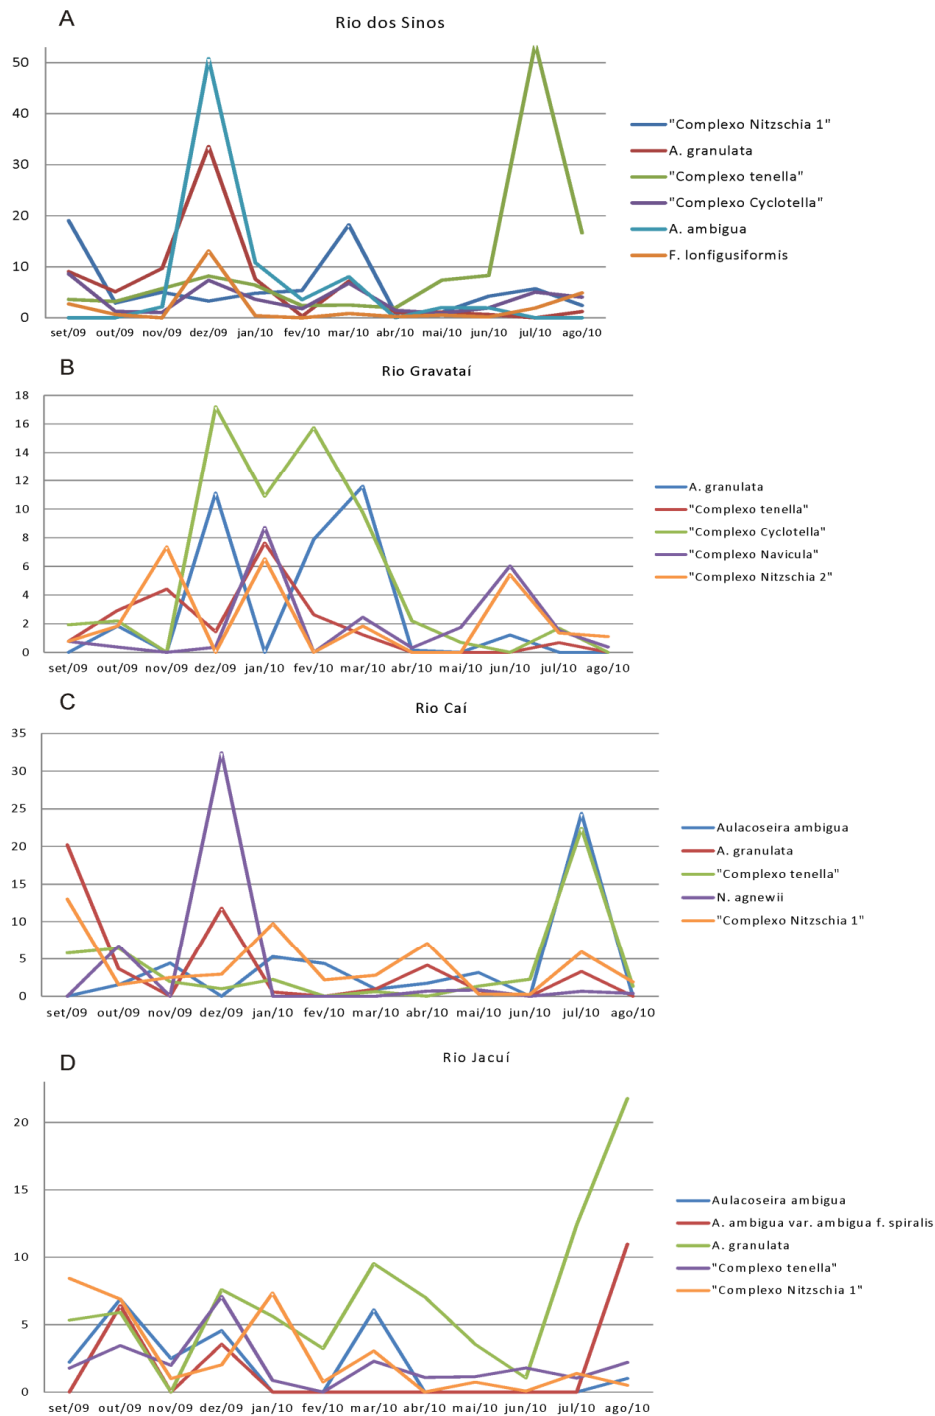 A
Rio dos Sinos
50
40
30
20
10
0
set/09 out/09 nov/09 dez/09 jan/10 fev/10 mar/10 abr/10 mai/10 jun/10 jul/10 ago/10
"Complexo Nitzschia 1"
A. granulata
"Complexo tenella"
"Complexo Cyclotella"
A. ambigua
F. lonfigusiformis
B
Rio Gravataí
18
16
14
12
10
8
6
4
2
0
set/09 out/09 nov/09 dez/09 jan/10 fev/10 mar/10 abr/10 mai/10 jun/10 jul/10 ago/10
A. granulata
"Complexo tenella"
"Complexo Cyclotella"
"Complexo Navicula"
"Complexo Nitzschia 2"
C
Rio Caí
35
30
25
20
15
10
5
0
set/09 out/09 nov/09 dez/09 jan/10 fev/10 mar/10 abr/10 mai/10 jun/10 jul/10 ago/10
Aulacoseira ambigua
A. granulata
"Complexo tenella"
N. agnewii
"Complexo Nitzschia 1"
D
Rio Jacuí
20
15
10
5
0
set/09 out/09 nov/09 dez/09 jan/10 fev/10 mar/10 abr/10 mai/10 jun/10 jul/10 ago/10
Aulacoseira ambigua
A. ambigua var. ambigua f. spiralis
A. granulata
"Complexo tenella"
"Complexo Nitzschia 1"